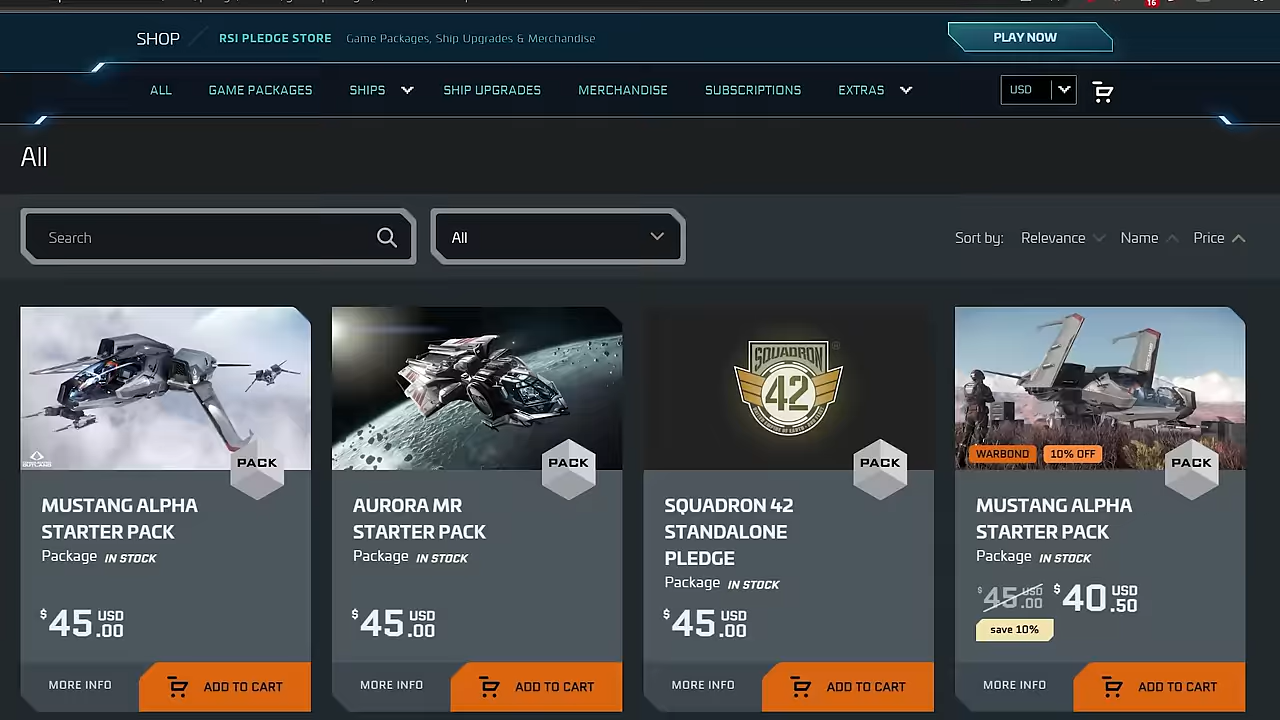 16
SHOP
RSI PLEDGE STORE
Game Packages, Ship Upgrades & Merchandise
PLAY NOW
ALL
GAME PACKAGES
SHIPS
SHIP UPGRADES
MERCHANDISE
SUBSCRIPTIONS
EXTRAS
USD
All
Search
All
Sort by:
Relevance
Name
Price
OUTLAND
PACK
MUSTANG ALPHA
STARTER PACK
Package IN STOCK
$45.00 USD
MORE INFO
ADD TO CART
PACK
AURORA MR
STARTER PACK
Package IN STOCK
$45.00 USD
MORE INFO
ADD TO CART
SQUADRON
42
PACK
SQUADRON 42
STANDALONE
PLEDGE
Package IN STOCK
$45.00 USD
MORE INFO
ADD TO CART
WARBOND
10% OFF
PACK
MUSTANG ALPHA
STARTER PACK
Package IN STOCK
$45.00 USD $40.50 USD
save 10%
MORE INFO
ADD TO CART